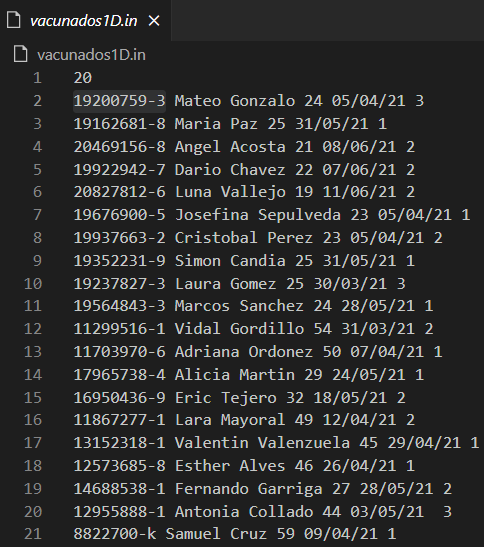 vacunados1D.in ×
vacunados1D.in
1 20
2 19200759-3 Mateo Gonzalo 24 05/04/21 3
3 19162681-8 Maria Paz 25 31/05/21 1
4 20469156-8 Angel Acosta 21 08/06/21 2
5 19922942-7 Dario Chavez 22 07/06/21 2
6 20827812-6 Luna Vallejo 19 11/06/21 2
7 19676900-5 Josefina Sepulveda 23 05/04/21 1
8 19937663-2 Cristobal Perez 23 05/04/21 2
9 19352231-9 Simon Candia 25 31/05/21 1
10 19237827-3 Laura Gomez 25 30/03/21 3
11 19564843-3 Marcos Sanchez 24 28/05/21 1
12 11299516-1 Vidal Gordillo 54 31/03/21 2
13 11703970-6 Adriana Ordonez 50 07/04/21 1
14 17965738-4 Alicia Martin 29 24/05/21 1
15 16950436-9 Eric Tejero 32 18/05/21 2
16 11867277-1 Lara Mayoral 49 12/04/21 2
17 13152318-1 Valentin Valenzuela 45 29/04/21 1
18 12573685-8 Esther Alves 46 26/04/21 1
19 14688538-1 Fernando Garriga 27 28/05/21 2
20 12955888-1 Antonia Collado 44 03/05/21  3
21 8822700-k Samuel Cruz 59 09/04/21 1